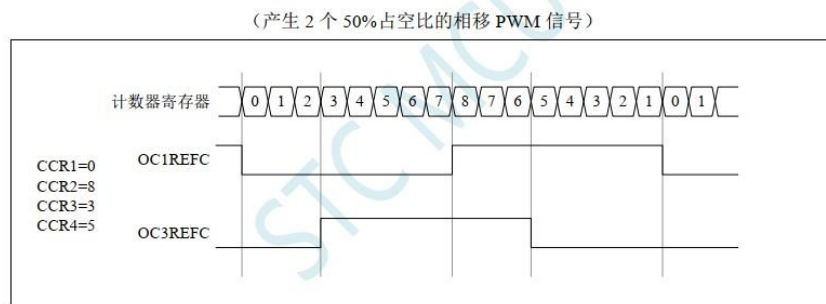 （产生 2 个 50%占空比的相移 PWM 信号）
计数器寄存器 0 1 2 3 4 5 6 7 8 7 6 5 4 3 2 1 0 1
OC1REFC
CCR1=0
CCR2=8
CCR3=3
CCR4=5
OC3REFC
STC MCU